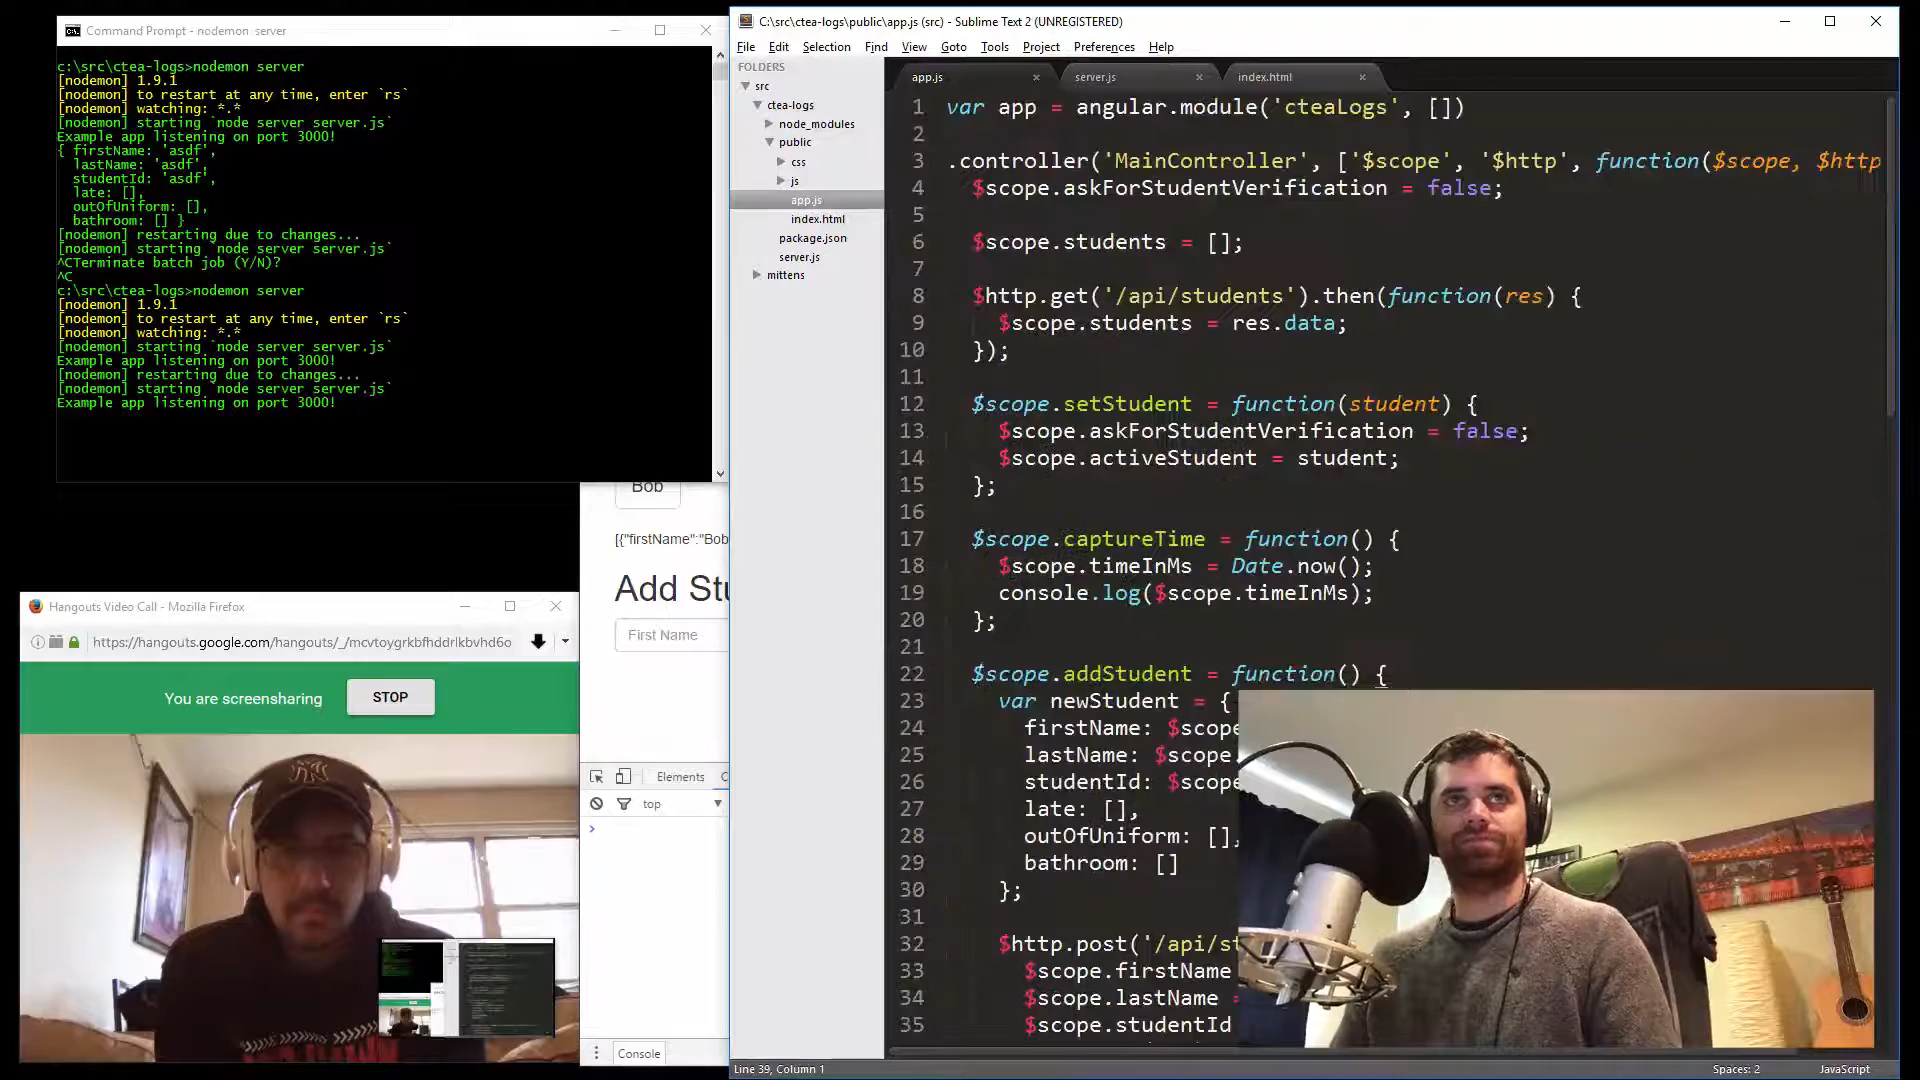 Command Prompt - nodemon server
c:\src\ctea-logs>nodemon server
[nodemon] 1.9.1
[nodemon] to restart at any time, enter `rs`
[nodemon] watching: *.*
[nodemon] starting `node server server.js`
Example app listening on port 3000!
{ firstName: 'asdf',
lastName: 'asdf',
studentId: 'asdf',
late: [],
outOfUniform: [],
bathroom: [] }
[nodemon] restarting due to changes...
[nodemon] starting `node server server.js`
^CTerminate batch job (Y/N)?
^C
c:\src\ctea-logs>nodemon server
[nodemon] 1.9.1
[nodemon] to restart at any time, enter `rs`
[nodemon] watching: *.*
[nodemon] starting `node server server.js`
Example app listening on port 3000!
[nodemon] restarting due to changes...
[nodemon] starting `node server server.js`
Example app listening on port 3000!
Bob
[{"firstName":"Bob
Add Stu
First Name
Elements C
top
Console
Hangouts Video Call - Mozilla Firefox
https://hangouts.google.com/hangouts/_/mcvtoygrkbfhddrlkbvhd6o
You are screensharing STOP
C:\src\ctea-logs\public\app.js (src) - Sublime Text 2 (UNREGISTERED)
File Edit Selection Find View Goto Tools Project Preferences Help
FOLDERS
src
ctea-logs
node_modules
public
css
js
app.js
index.html
package.json
server.js
mittens
app.js server.js index.html
1 var app = angular.module('cteaLogs', [])
2
3 .controller('MainController', ['$scope', '$http', function($scope, $http
4 $scope.askForStudentVerification = false;
5
6 $scope.students = [];
7
8 $http.get('/api/students').then(function(res) {
9 $scope.students = res.data;
10 });
11
12 $scope.setStudent = function(student) {
13 $scope.askForStudentVerification = false;
14 $scope.activeStudent = student;
15 };
16
17 $scope.captureTime = function() {
18 $scope.timeInMs = Date.now();
19 console.log($scope.timeInMs);
20 };
21
22 $scope.addStudent = function() {
23 var newStudent = {
24 firstName: $scope
25 lastName: $scope.
26 studentId: $scope
27 late: [],
28 outOfUniform: [],
29 bathroom: []
30 };
31
32 $http.post('/api/st
33 $scope.firstName
34 $scope.lastName =
35 $scope.studentId
Line 39, Column 1
Spaces: 2 JavaScript